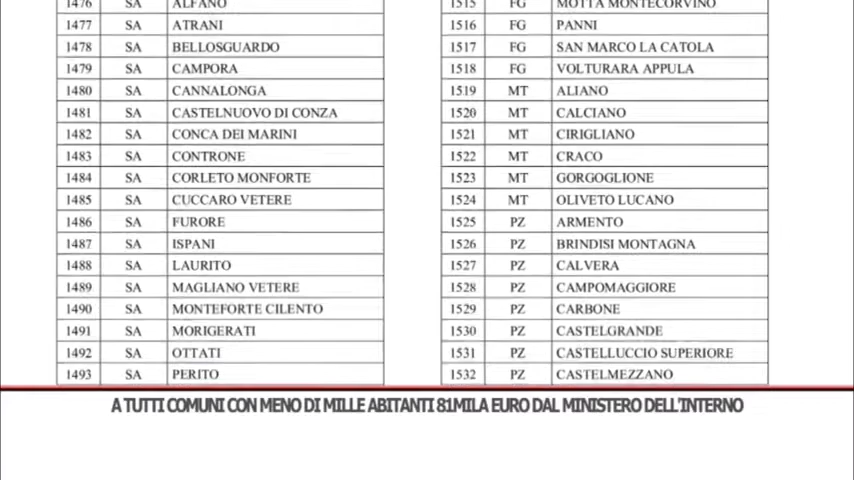 1476 SA ALFANO
1477 SA ATRANI
1478 SA BELLOSGUARDO
1479 SA CAMPORA
1480 SA CANNALONGA
1481 SA CASTELNUOVO DI CONZA
1482 SA CONCA DEI MARINI
1483 SA CONTRONE
1484 SA CORLETO MONFORTE
1485 SA CUCCARO VETERE
1486 SA FURORE
1487 SA ISPANI
1488 SA LAURITO
1489 SA MAGLIANO VETERE
1490 SA MONTEFORTE CILENTO
1491 SA MORIGERATI
1492 SA OTTATI
1493 SA PERITO
1515 FG MOTTA MONTECORVINO
1516 FG PANNI
1517 FG SAN MARCO LA CATOLA
1518 FG VOLTURARA APPULA
1519 MT ALIANO
1520 MT CALCIANO
1521 MT CIRIGLIANO
1522 MT CRACO
1523 MT GORGOGLIONE
1524 MT OLIVETO LUCANO
1525 PZ ARMENTO
1526 PZ BRINDISI MONTAGNA
1527 PZ CALVERA
1528 PZ CAMPOMAGGIORE
1529 PZ CARBONE
1530 PZ CASTELGRANDE
1531 PZ CASTELLUCCIO SUPERIORE
1532 PZ CASTELMEZZANO
A TUTTI COMUNI CON MENO DI MILLE ABITANTI 81MILA EURO DAL MINISTERO DELL'INTERNO